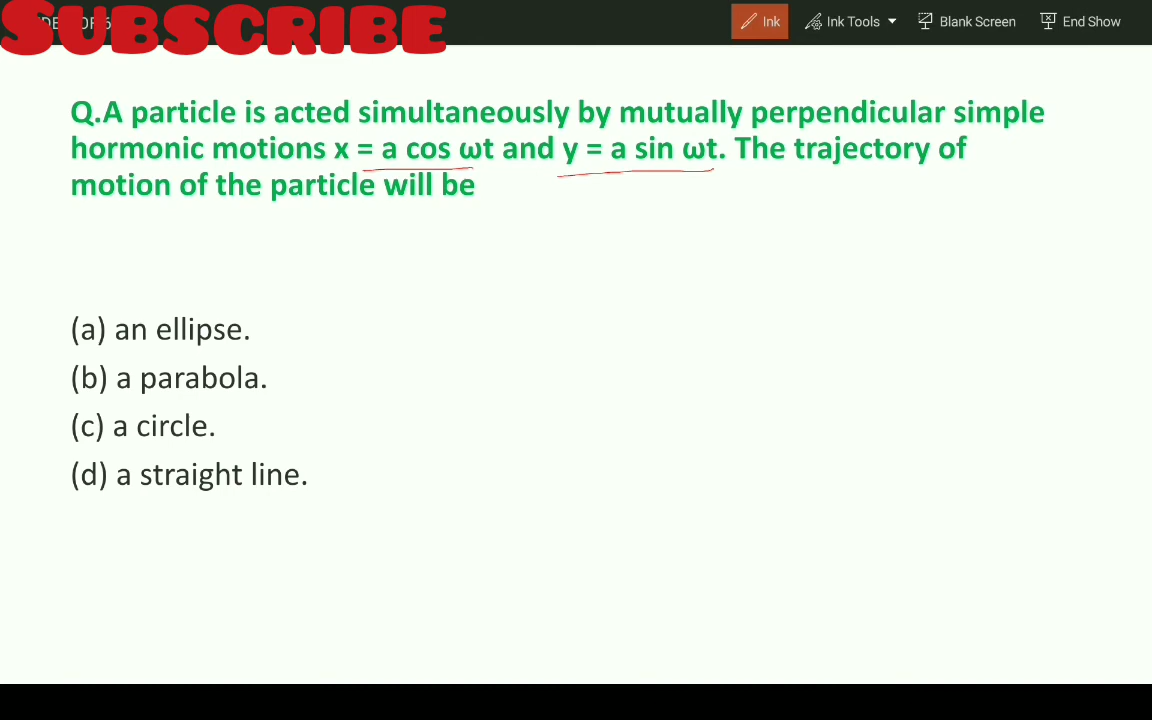 SUBSCRIBE
Ink
Ink Tools
Blank Screen
End Show
Q.A particle is acted simultaneously by mutually perpendicular simple
hormonic motions x = a cos ωt and y = a sin ωt. The trajectory of
motion of the particle will be
(a) an ellipse.
(b) a parabola.
(c) a circle.
(d) a straight line.